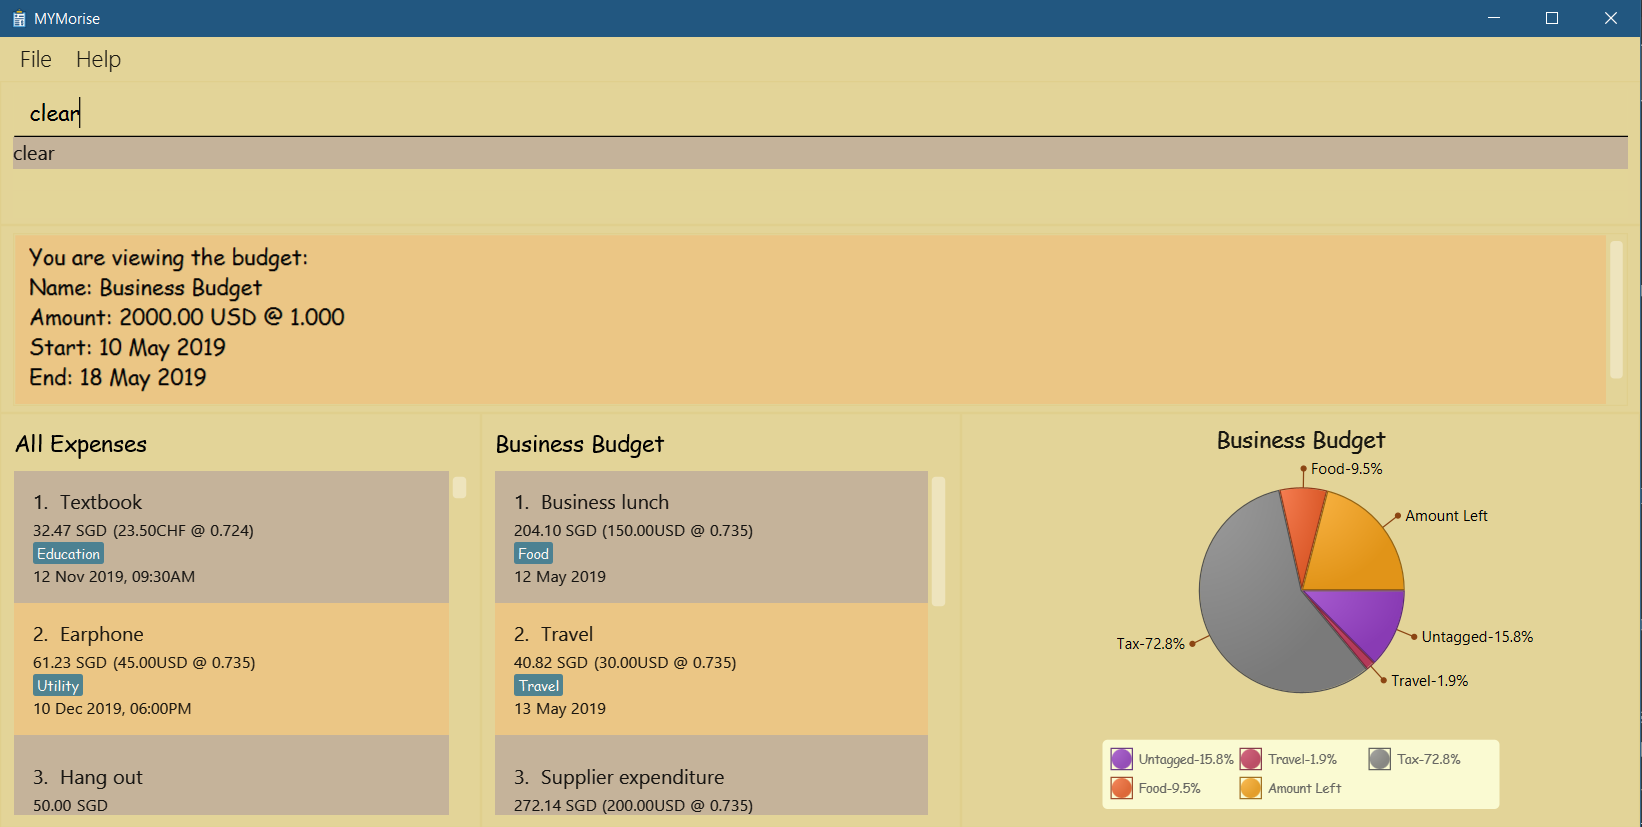 MYMorise
File Help
clear
clear
You are viewing the budget:
Name: Business Budget
Amount: 2000.00 USD @ 1.000
Start: 10 May 2019
End: 18 May 2019
All Expenses
1. Textbook
32.47 SGD (23.50CHF @ 0.724)
Education
12 Nov 2019, 09:30AM
2. Earphone
61.23 SGD (45.00USD @ 0.735)
Utility
10 Dec 2019, 06:00PM
3. Hang out
50.00 SGD
Business Budget
1. Business lunch
204.10 SGD (150.00USD @ 0.735)
Food
12 May 2019
2. Travel
40.82 SGD (30.00USD @ 0.735)
Travel
13 May 2019
3. Supplier expenditure
272.14 SGD (200.00USD @ 0.735)
Business Budget
Food-9.5%
Amount Left
Untagged-15.8%
Tax-72.8%
Travel-1.9%
Untagged-15.8% Travel-1.9% Tax-72.8%
Food-9.5% Amount Left